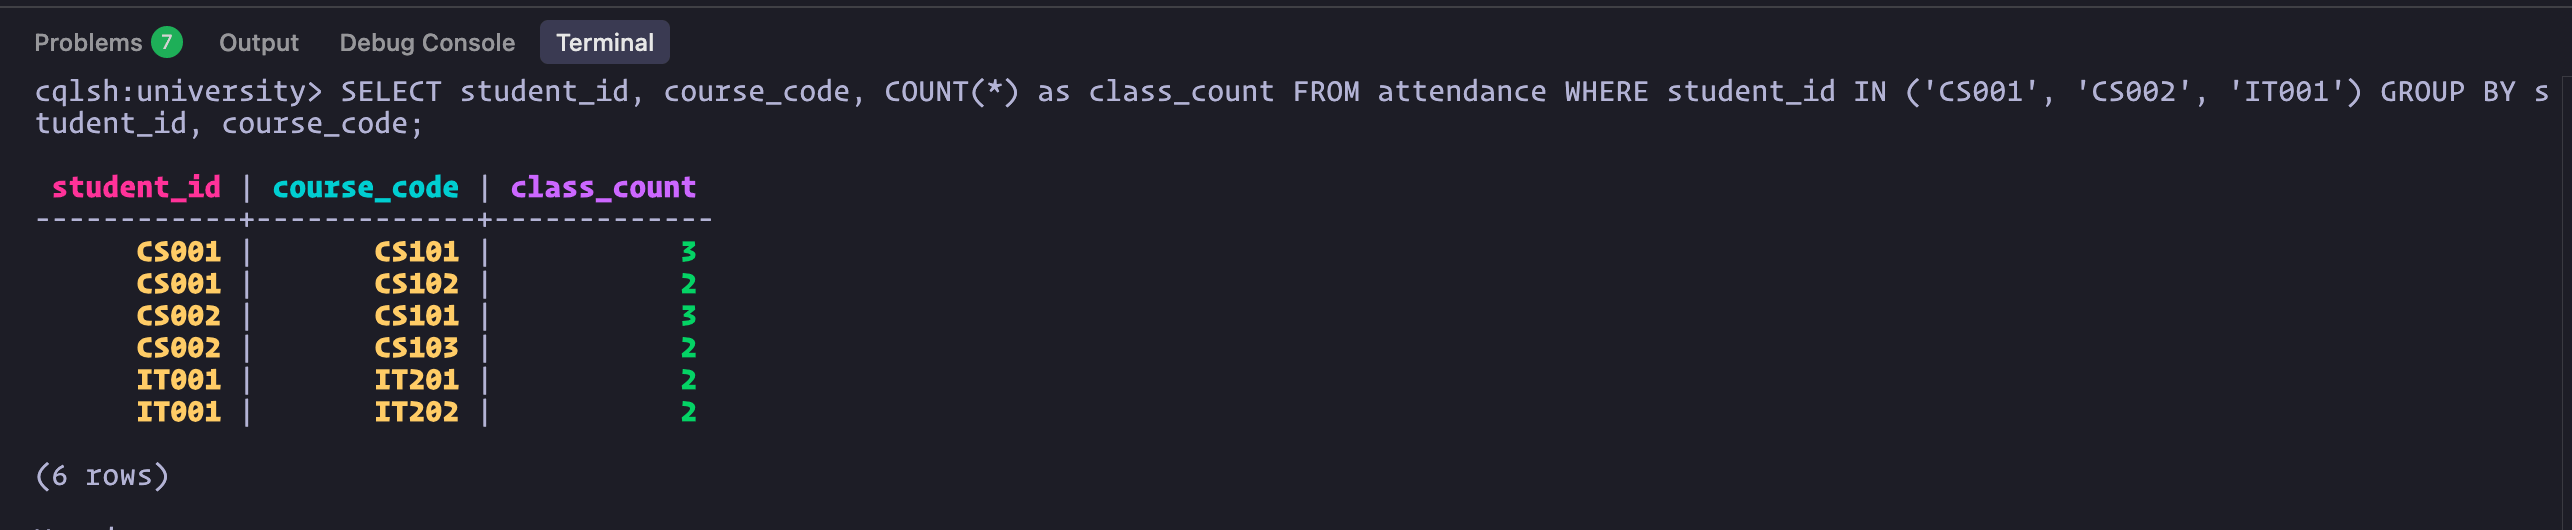 Problems 7 Output Debug Console Terminal
cqlsh:university> SELECT student_id, course_code, COUNT(*) as class_count FROM attendance WHERE student_id IN ('CS001', 'CS002', 'IT001') GROUP BY s
tudent_id, course_code;
student_id | course_code | class_count
------------+-------------+-------------
CS001 | CS101 | 3
CS001 | CS102 | 2
CS002 | CS101 | 3
CS002 | CS103 | 2
IT001 | IT201 | 2
IT001 | IT202 | 2
(6 rows)